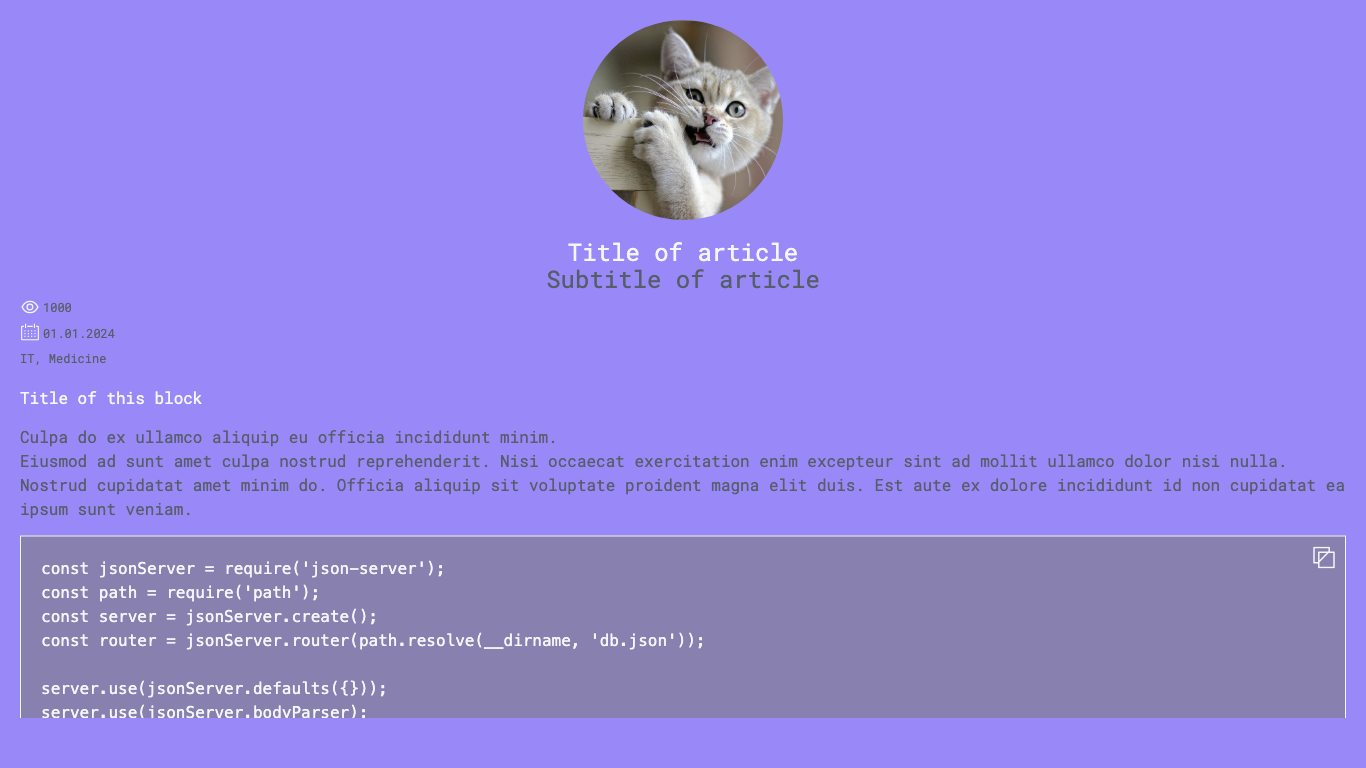 Title of article
Subtitle of article
1000
01.01.2024
IT, Medicine
Title of this block
Culpa do ex ullamco aliquip eu officia incididunt minim.
Eiusmod ad sunt amet culpa nostrud reprehenderit. Nisi occaecat exercitation enim excepteur sint ad mollit ullamco dolor nisi nulla.
Nostrud cupidatat amet minim do. Officia aliquip sit voluptate proident magna elit duis. Est aute ex dolore incididunt id non cupidatat ea
ipsum sunt veniam.
const jsonServer = require('json-server');
const path = require('path');
const server = jsonServer.create();
const router = jsonServer.router(path.resolve(__dirname, 'db.json'));
server.use(jsonServer.defaults({}));
server.use(jsonServer.bodyParser);